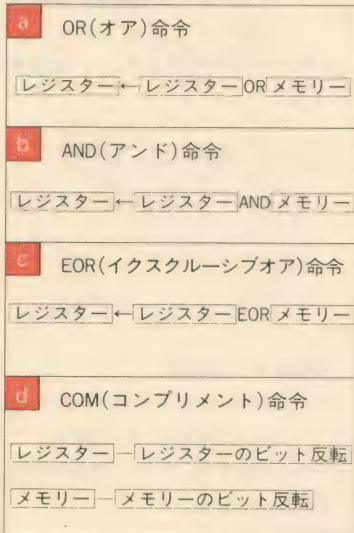 a OR(オア)命令
レジスター←レジスターORメモリー
b AND(アンド)命令
レジスター←レジスターANDメモリー
c EOR(イクスクルーシブオア)命令
レジスター←レジスターEORメモリー
d COM(コンプリメント)命令
レジスター―レジスターのビット反転
メモリー―メモリーのビット反転